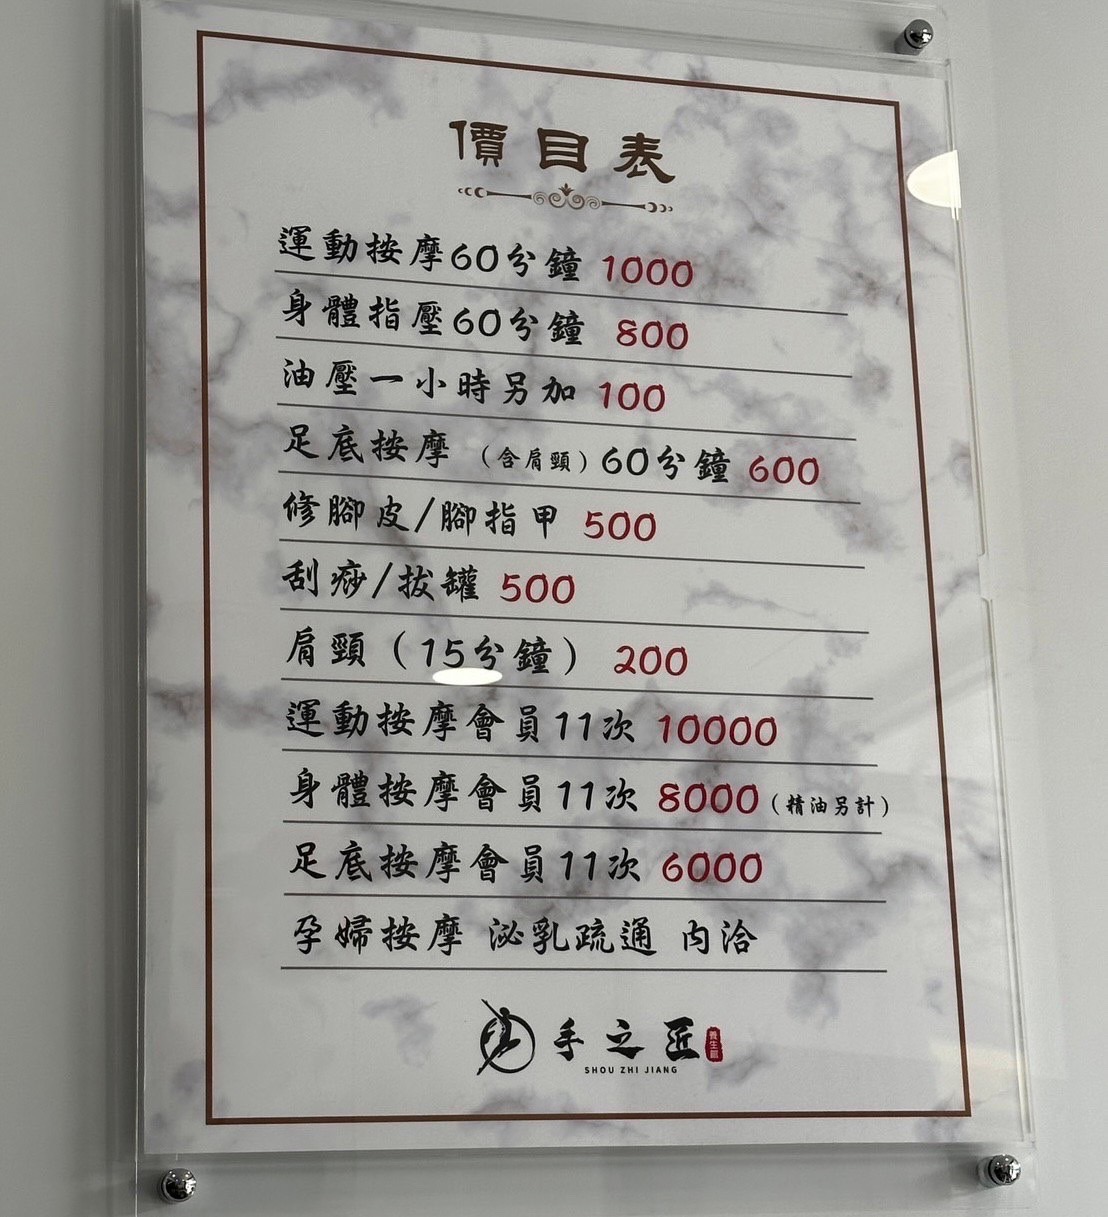 價目表
運動按摩60分鐘 1000
身體指壓60分鐘 800
油壓一小時另加 100
足底按摩（含肩頸）60分鐘 600
修腳皮/腳指甲 500
刮痧/拔罐 500
肩頸（15分鐘） 200
運動按摩會員11次 10000
身體按摩會員11次 8000（精油另計）
足底按摩會員11次 6000
孕婦按摩 泌乳疏通 內洽
手之匠 養生館
SHOU ZHI JIANG